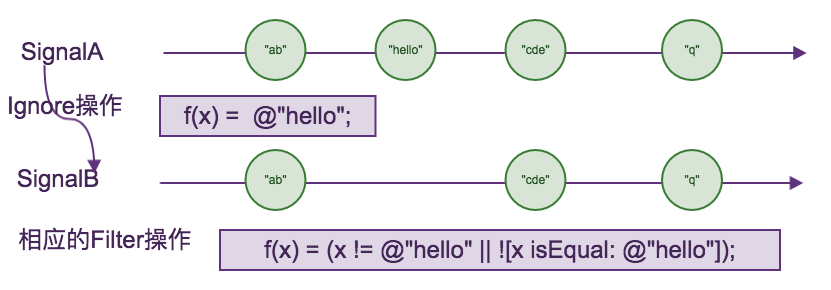 SignalA
"ab" "hello" "cde" "q"
Ignore操作
f(x) =  @"hello";
SignalB
"ab" "cde" "q"
相应的Filter操作
f(x) = (x != @"hello" || ![x isEqual: @"hello"]);